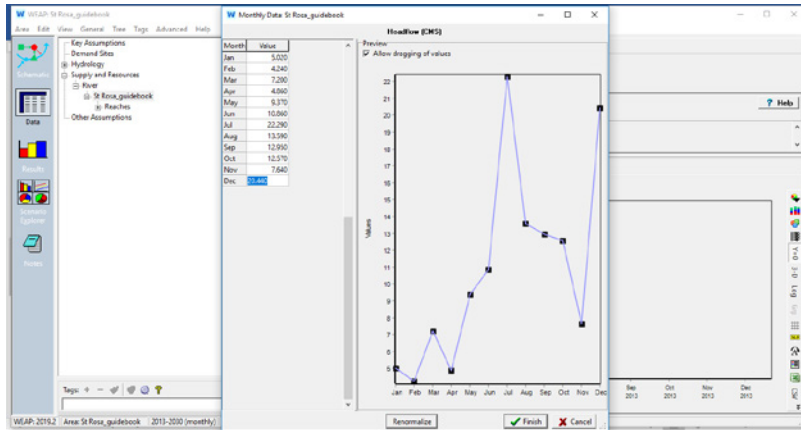 WEAP: St Rosa_guidebook
Area Edit View General Tree Tags Advanced Help
Schematic
Data
Results
Scenario
Explorer
Notes
Key Assumptions
Demand Sites
Hydrology
Supply and Resources
River
St Rosa_guidebook
Reaches
Other Assumptions
Tags:
WEAP: 2019.2 Area: St Rosa_guidebook 2013-2030 (monthly)
Monthly Data: St Rosa_guidebook
Headflow (CMS)
Month Value
Jan 5.020
Feb 4.240
Mar 7.200
Apr 4.860
May 9.370
Jun 10.860
Jul 22.290
Aug 13.590
Sep 12.950
Oct 12.570
Nov 7.640
Dec 20.440
Preview
Allow dragging of values
Values
22
21
20
19
18
17
16
15
14
13
12
11
10
9
8
7
6
5
Jan Feb Mar Apr May Jun Jul Aug Sep Oct Nov Dec
Renormalize
Finish
Cancel
? Help
Y=0
3-D
Log
Sep Oct Nov Dec
2013 2013 2013 2013